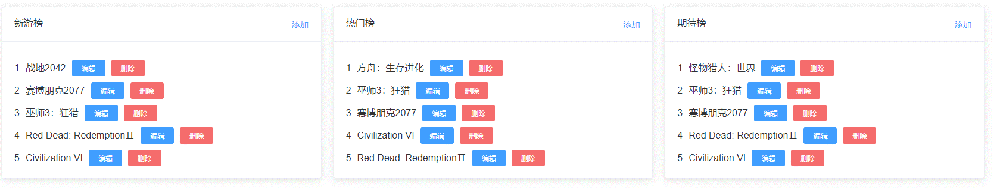 新游榜 添加
1 战地2042 编辑 删除
2 赛博朋克2077 编辑 删除
3 巫师3：狂猎 编辑 删除
4 Red Dead: RedemptionⅡ 编辑 删除
5 Civilization VI 编辑 删除
热门榜 添加
1 方舟：生存进化 编辑 删除
2 巫师3：狂猎 编辑 删除
3 赛博朋克2077 编辑 删除
4 Civilization VI 编辑 删除
5 Red Dead: RedemptionⅡ 编辑 删除
期待榜 添加
1 怪物猎人：世界 编辑 删除
2 巫师3：狂猎 编辑 删除
3 赛博朋克2077 编辑 删除
4 Red Dead: RedemptionⅡ 编辑 删除
5 Civilization VI 编辑 删除